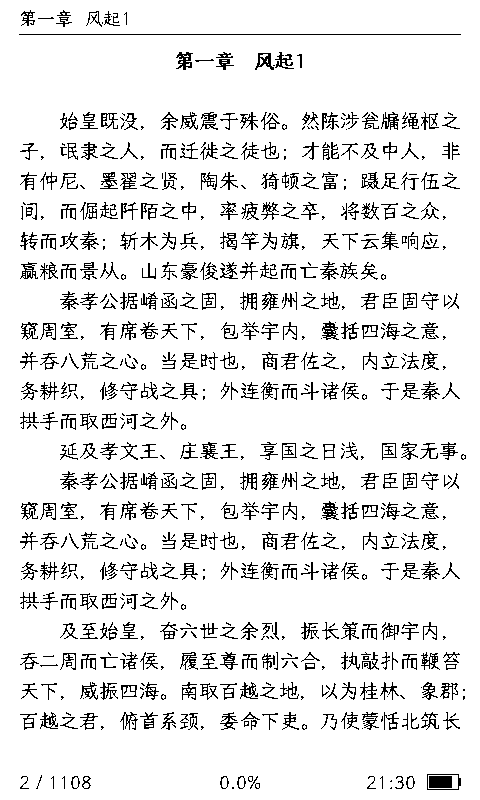 第一章 风起1
第一章 风起1
始皇既没，余威震于殊俗。然陈涉瓮牖绳枢之
子，氓隶之人，而迁徙之徒也；才能不及中人，非
有仲尼、墨翟之贤，陶朱、猗顿之富；蹑足行伍之
间，而倔起阡陌之中，率疲弊之卒，将数百之众，
转而攻秦；斩木为兵，揭竿为旗，天下云集响应，
赢粮而景从。山东豪俊遂并起而亡秦族矣。
秦孝公据崤函之固，拥雍州之地，君臣固守以
窥周室，有席卷天下，包举宇内，囊括四海之意，
并吞八荒之心。当是时也，商君佐之，内立法度，
务耕织，修守战之具；外连衡而斗诸侯。于是秦人
拱手而取西河之外。
延及孝文王、庄襄王，享国之日浅，国家无事。
秦孝公据崤函之固，拥雍州之地，君臣固守以
窥周室，有席卷天下，包举宇内，囊括四海之意，
并吞八荒之心。当是时也，商君佐之，内立法度，
务耕织，修守战之具；外连衡而斗诸侯。于是秦人
拱手而取西河之外。
及至始皇，奋六世之余烈，振长策而御宇内，
吞二周而亡诸侯，履至尊而制六合，执敲扑而鞭笞
天下，威振四海。南取百越之地，以为桂林、象郡；
百越之君，俯首系颈，委命下吏。乃使蒙恬北筑长
2 / 1108 0.0% 21:30